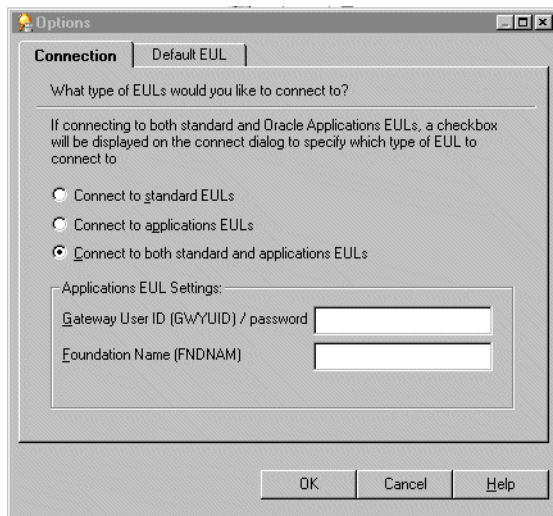 Options
Connection
Default EUL
What type of EULs would you like to connect to?
If connecting to both standard and Oracle Applications EULs, a checkbox
will be displayed on the connect dialog to specify which type of EUL to
connect to
Connect to standard EULs
Connect to applications EULs
Connect to both standard and applications EULs
Applications EUL Settings:
Gateway User ID (GWYUID) / password
Foundation Name (FNDNAM)
OK
Cancel
Help